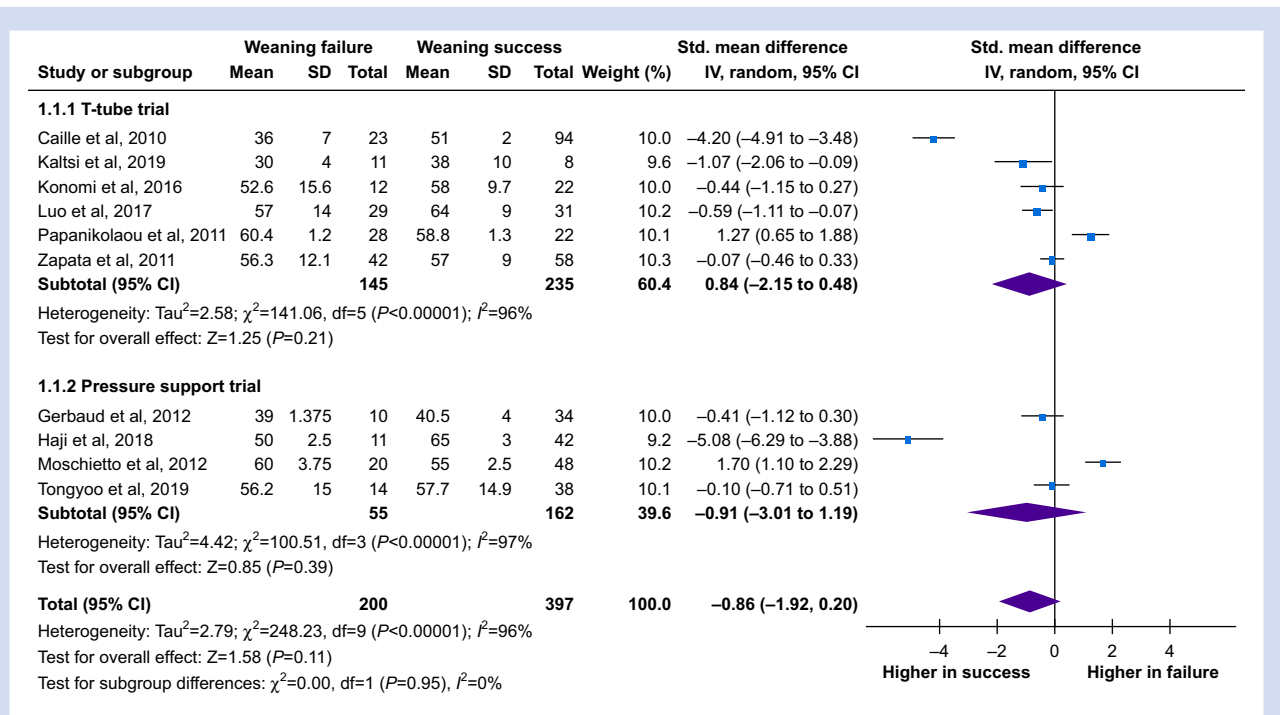 Weaning failure Weaning success Std. mean difference Std. mean difference
Study or subgroup Mean SD Total Mean SD Total Weight (%) IV, random, 95% CI IV, random, 95% CI
1.1.1 T-tube trial
Caille et al, 2010 36 7 23 51 2 94 10.0 –4.20 (–4.91 to –3.48)
Kaltsi et al, 2019 30 4 11 38 10 8 9.6 –1.07 (–2.06 to –0.09)
Konomi et al, 2016 52.6 15.6 12 58 9.7 22 10.0 –0.44 (–1.15 to 0.27)
Luo et al, 2017 57 14 29 64 9 31 10.2 –0.59 (–1.11 to –0.07)
Papanikolaou et al, 2011 60.4 1.2 28 58.8 1.3 22 10.1 1.27 (0.65 to 1.88)
Zapata et al, 2011 56.3 12.1 42 57 9 58 10.3 –0.07 (–0.46 to 0.33)
Subtotal (95% CI) 145 235 60.4 0.84 (–2.15 to 0.48)
Heterogeneity: Tau²=2.58; χ²=141.06, df=5 (P<0.00001); I²=96%
Test for overall effect: Z=1.25 (P=0.21)
1.1.2 Pressure support trial
Gerbaud et al, 2012 39 1.375 10 40.5 4 34 10.0 –0.41 (–1.12 to 0.30)
Haji et al, 2018 50 2.5 11 65 3 42 9.2 –5.08 (–6.29 to –3.88)
Moschietto et al, 2012 60 3.75 20 55 2.5 48 10.2 1.70 (1.10 to 2.29)
Tongyoo et al, 2019 56.2 15 14 57.7 14.9 38 10.1 –0.10 (–0.71 to 0.51)
Subtotal (95% CI) 55 162 39.6 –0.91 (–3.01 to 1.19)
Heterogeneity: Tau²=4.42; χ²=100.51, df=3 (P<0.00001); I²=97%
Test for overall effect: Z=0.85 (P=0.39)
Total (95% CI) 200 397 100.0 –0.86 (–1.92, 0.20)
Heterogeneity: Tau²=2.79; χ²=248.23, df=9 (P<0.00001); I²=96%
Test for overall effect: Z=1.58 (P=0.11)
Test for subgroup differences: χ²=0.00, df=1 (P=0.95), I²=0%
–4 –2 0 2 4
Higher in success Higher in failure